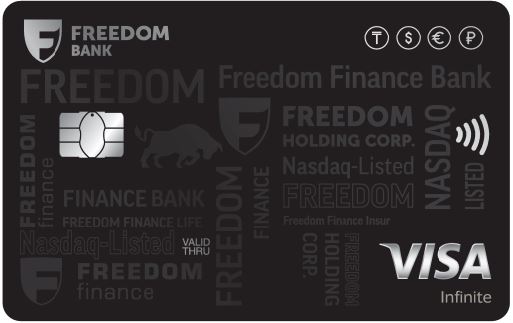 FREEDOM
BANK
₸ $ € ₽
FREEDOM
Freedom Finance Bank
FREEDOM
HOLDING CORP.
NASDAQ
LISTED
FREEDOM
finance
Nasdaq-Listed
FREEDOM
FREEDOM
FINANCE
FINANCE BANK
FREEDOM FINANCE LIFE
Freedom Finance Insur
Nasdaq-Listed
VALID
THRU
FREEDOM
HOLDING
CORP.
FREEDOM
finance
VISA
Infinite